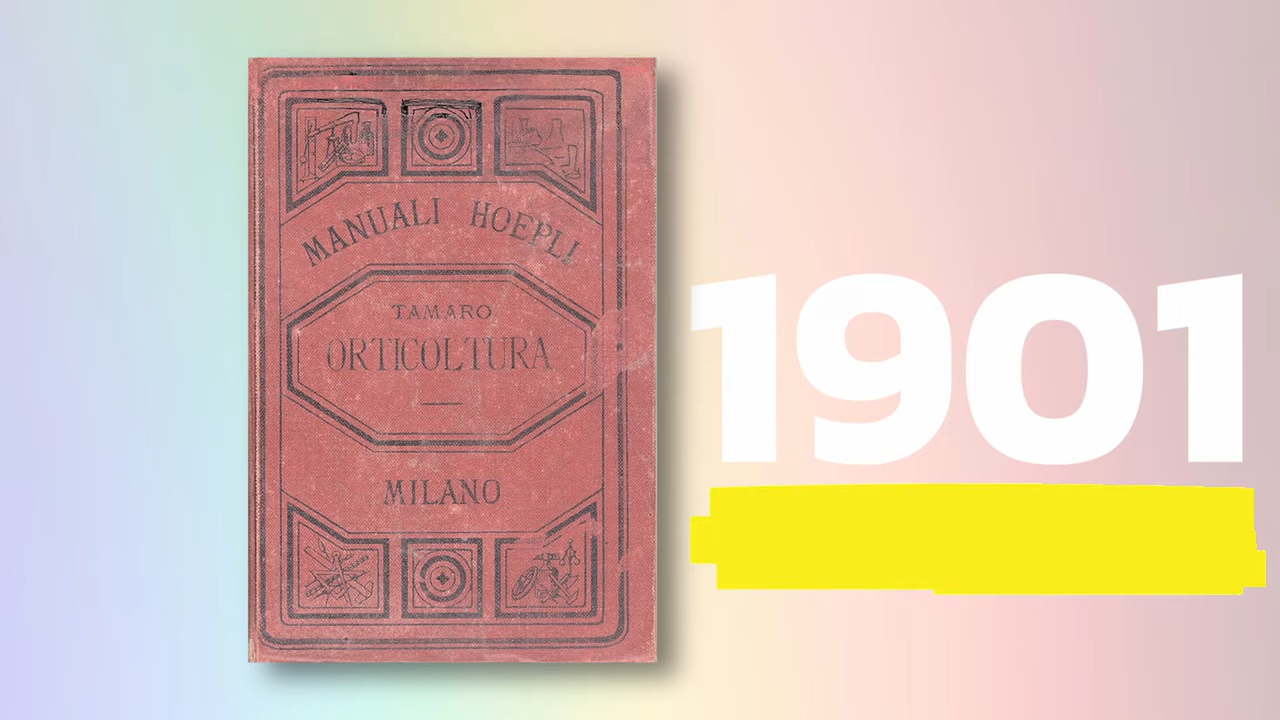 MANUALI HOEPLI
TAMARO
ORTICOLTURA
MILANO
1901